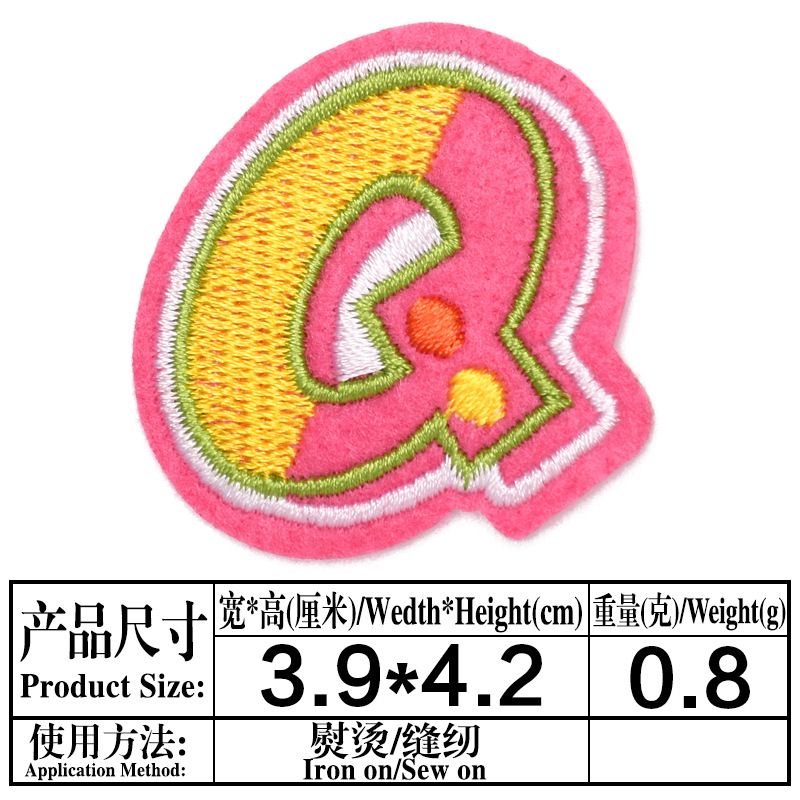 Q
产品尺寸
Product Size:
宽*高(厘米)/Wedth*Height(cm)
重量(克)/Weight(g)
3.9*4.2
0.8
使用方法:
Application Method:
熨烫/缝纫
Iron on/Sew on